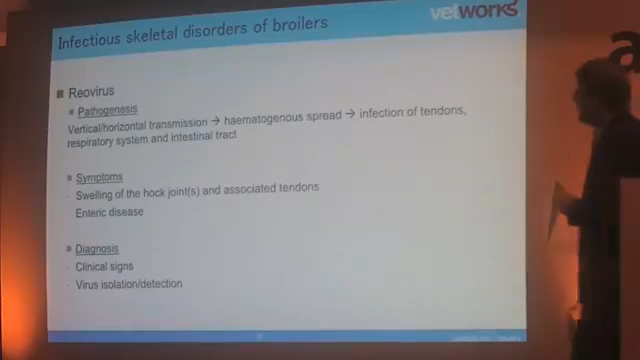 Infectious skeletal disorders of broilers
vetworks
a
Reovirus
Pathogenesis
Vertical/horizontal transmission → haematogenous spread → infection of tendons,
respiratory system and intestinal tract
Symptoms
- Swelling of the hock joint(s) and associated tendons
- Enteric disease
Diagnosis
- Clinical signs
- Virus isolation/detection